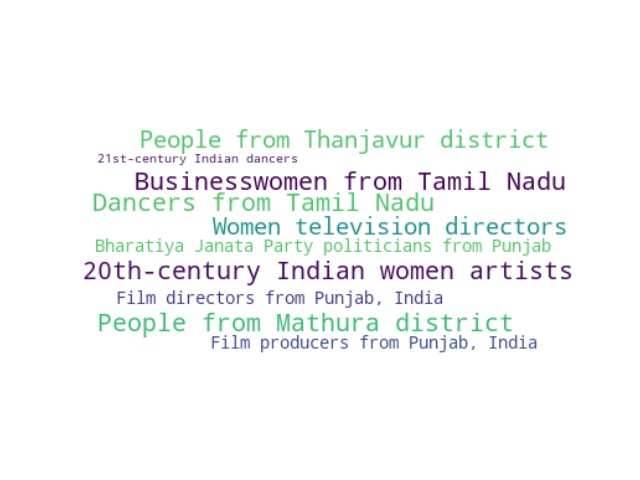 People from Thanjavur district
21st-century Indian dancers
Businesswomen from Tamil Nadu
Dancers from Tamil Nadu
Women television directors
Bharatiya Janata Party politicians from Punjab
20th-century Indian women artists
Film directors from Punjab, India
People from Mathura district
Film producers from Punjab, India